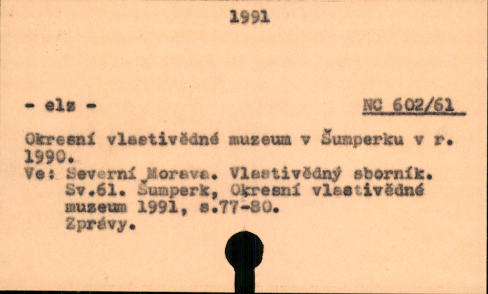 1991
- elz - NC 602/61
Okresní vlastivědné muzeum v Šumperku v r.
1990.
Ve: Severní Morava. Vlastivědný sborník.
Sv.61. Šumperk, Okresní vlastivědné
muzeum 1991, s.77-80.
Zprávy.